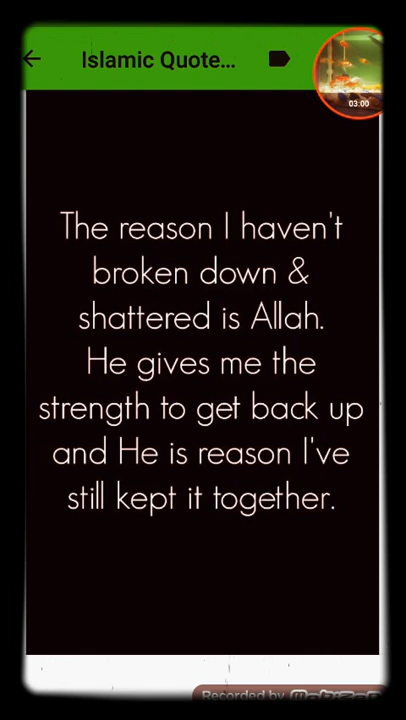 Islamic Quote...
03:00
The reason I haven't
broken down &
shattered is Allah.
He gives me the
strength to get back up
and He is reason I've
still kept it together.
Recorded by